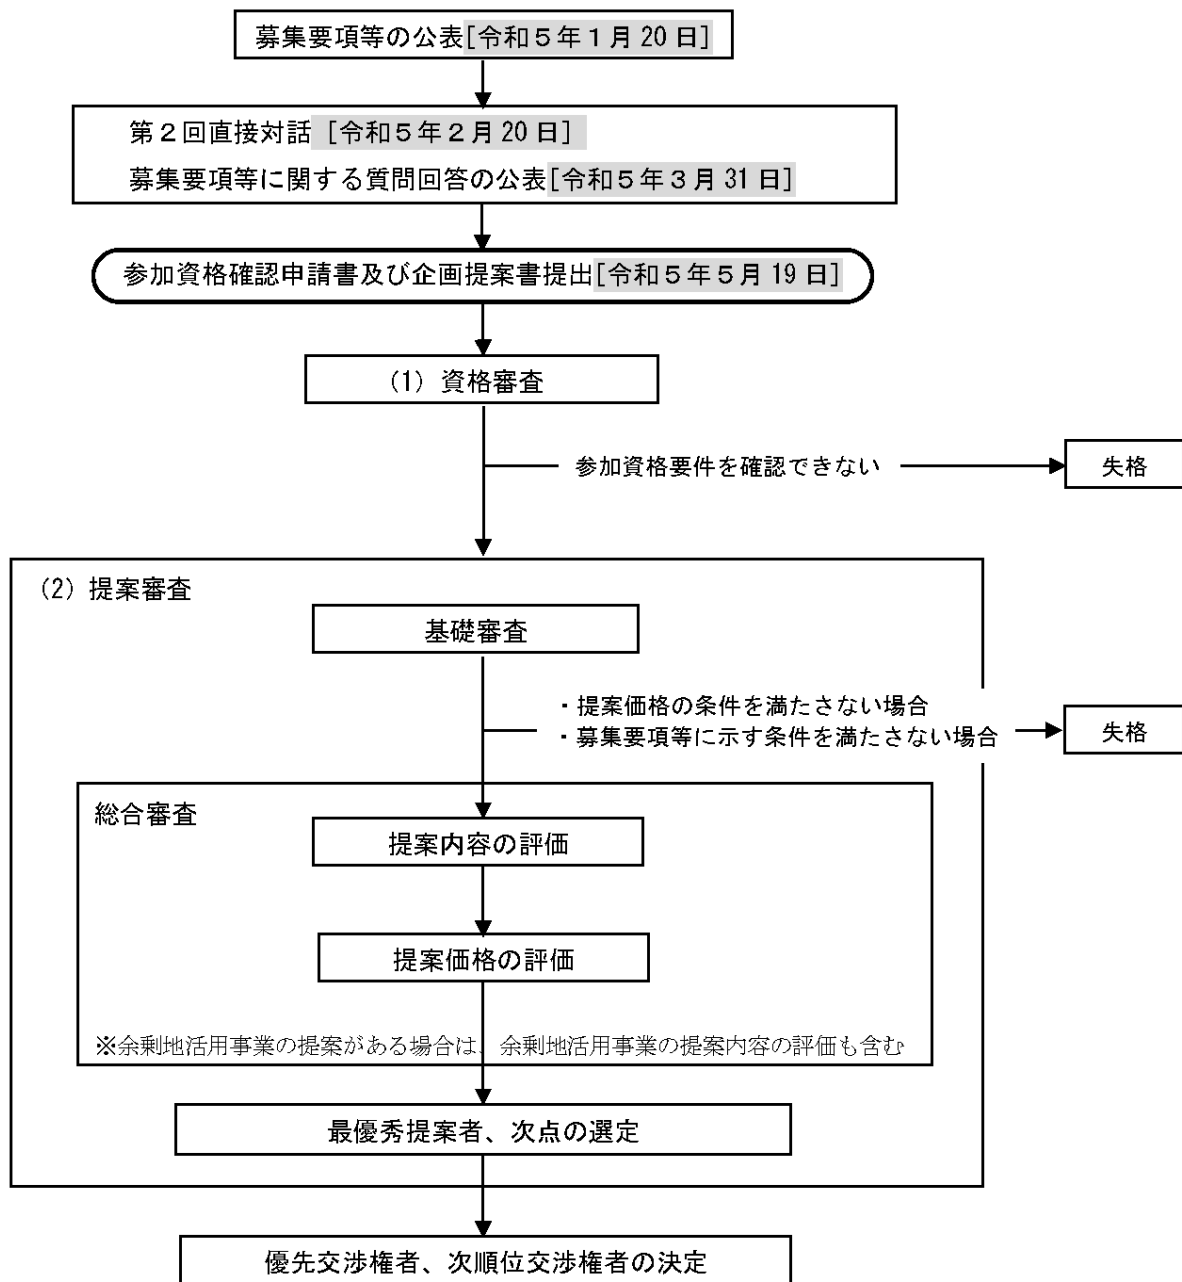 募集要項等の公表[令和５年１月 20 日]
第２回直接対話 [令和５年２月 20 日]
募集要項等に関する質問回答の公表[令和５年３月 31 日]
参加資格確認申請書及び企画提案書提出[令和５年５月 19 日]
(1) 資格審査
参加資格要件を確認できない
失格
(2) 提案審査
基礎審査
・提案価格の条件を満たさない場合
・募集要項等に示す条件を満たさない場合
失格
総合審査
提案内容の評価
提案価格の評価
※余剰地活用事業の提案がある場合は、余剰地活用事業の提案内容の評価も含む
最優秀提案者、次点の選定
優先交渉権者、次順位交渉権者の決定